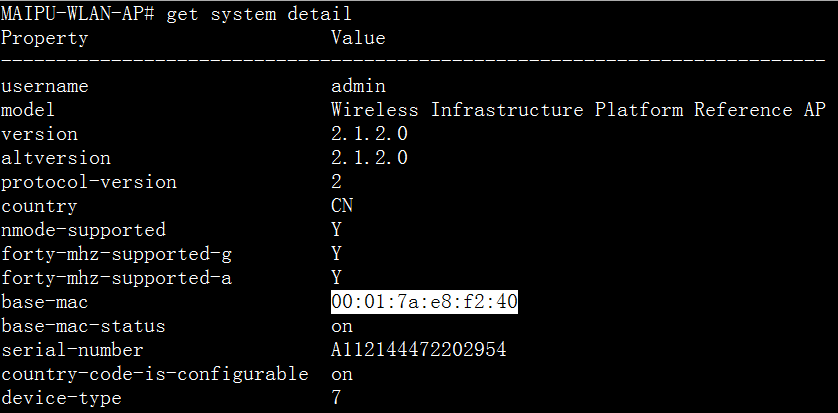 MAIPU-WLAN-AP# get system detail
Property Value
--------------------------------------------------------------------------
username admin
model Wireless Infrastructure Platform Reference AP
version 2.1.2.0
altversion 2.1.2.0
protocol-version 2
country CN
nmode-supported Y
forty-mhz-supported-g Y
forty-mhz-supported-a Y
base-mac 00:01:7a:e8:f2:40
base-mac-status on
serial-number A112144472202954
country-code-is-configurable on
device-type 7